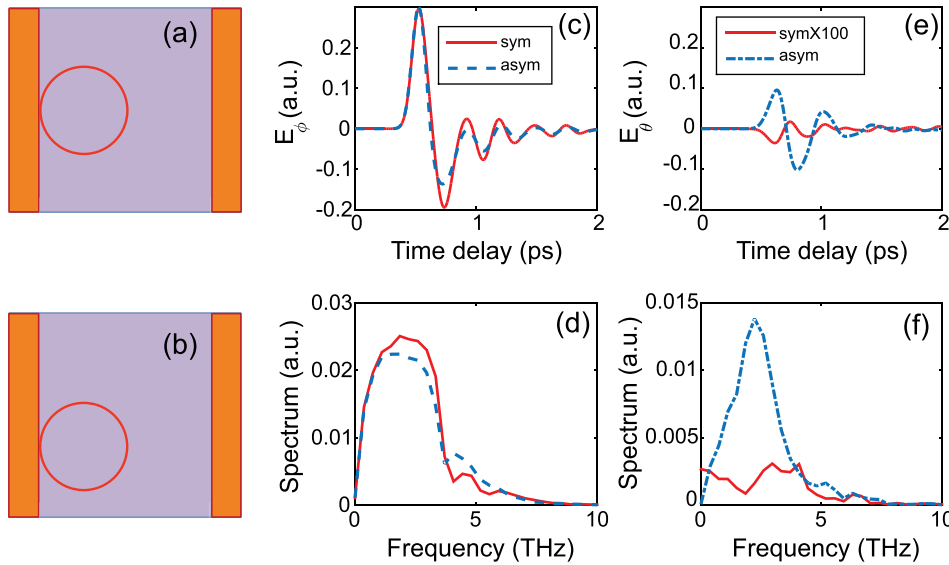 (a)
(b)
0.2
0.1
0
-0.1
-0.2
E_ϕ (a.u.)
sym
asym
(c)
0
1
2
Time delay (ps)
0.2
0.1
0
-0.1
-0.2
E_θ (a.u.)
symX100
asym
(e)
0
1
2
Time delay (ps)
0.03
0.02
0.01
0
Spectrum (a.u.)
(d)
0
5
10
Frequency (THz)
0.015
0.01
0.005
0
Spectrum (a.u.)
(f)
0
5
10
Frequency (THz)